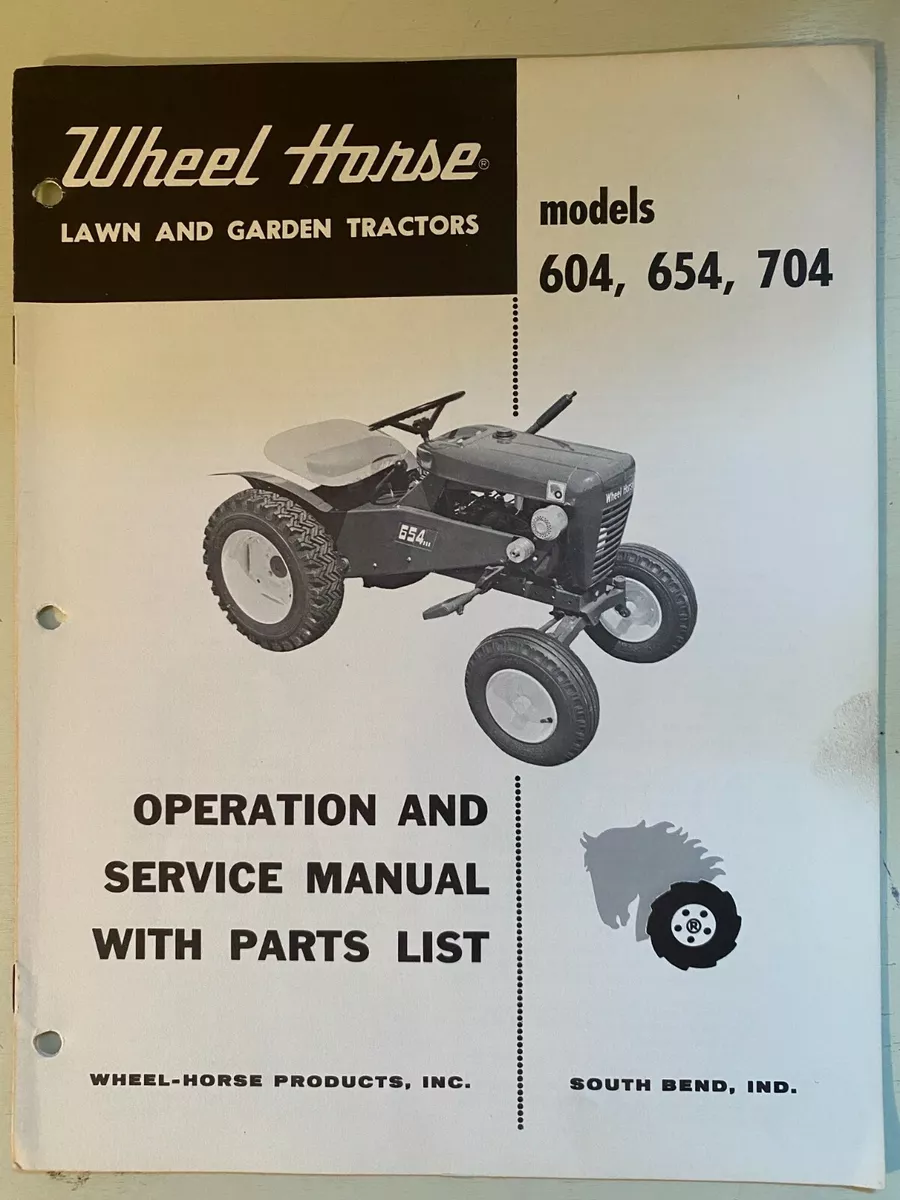 Wheel Horse®
LAWN AND GARDEN TRACTORS
models
604, 654, 704
Wheel Horse
654
OPERATION AND
SERVICE MANUAL
WITH PARTS LIST
®
WHEEL-HORSE PRODUCTS, INC.
SOUTH BEND, IND.